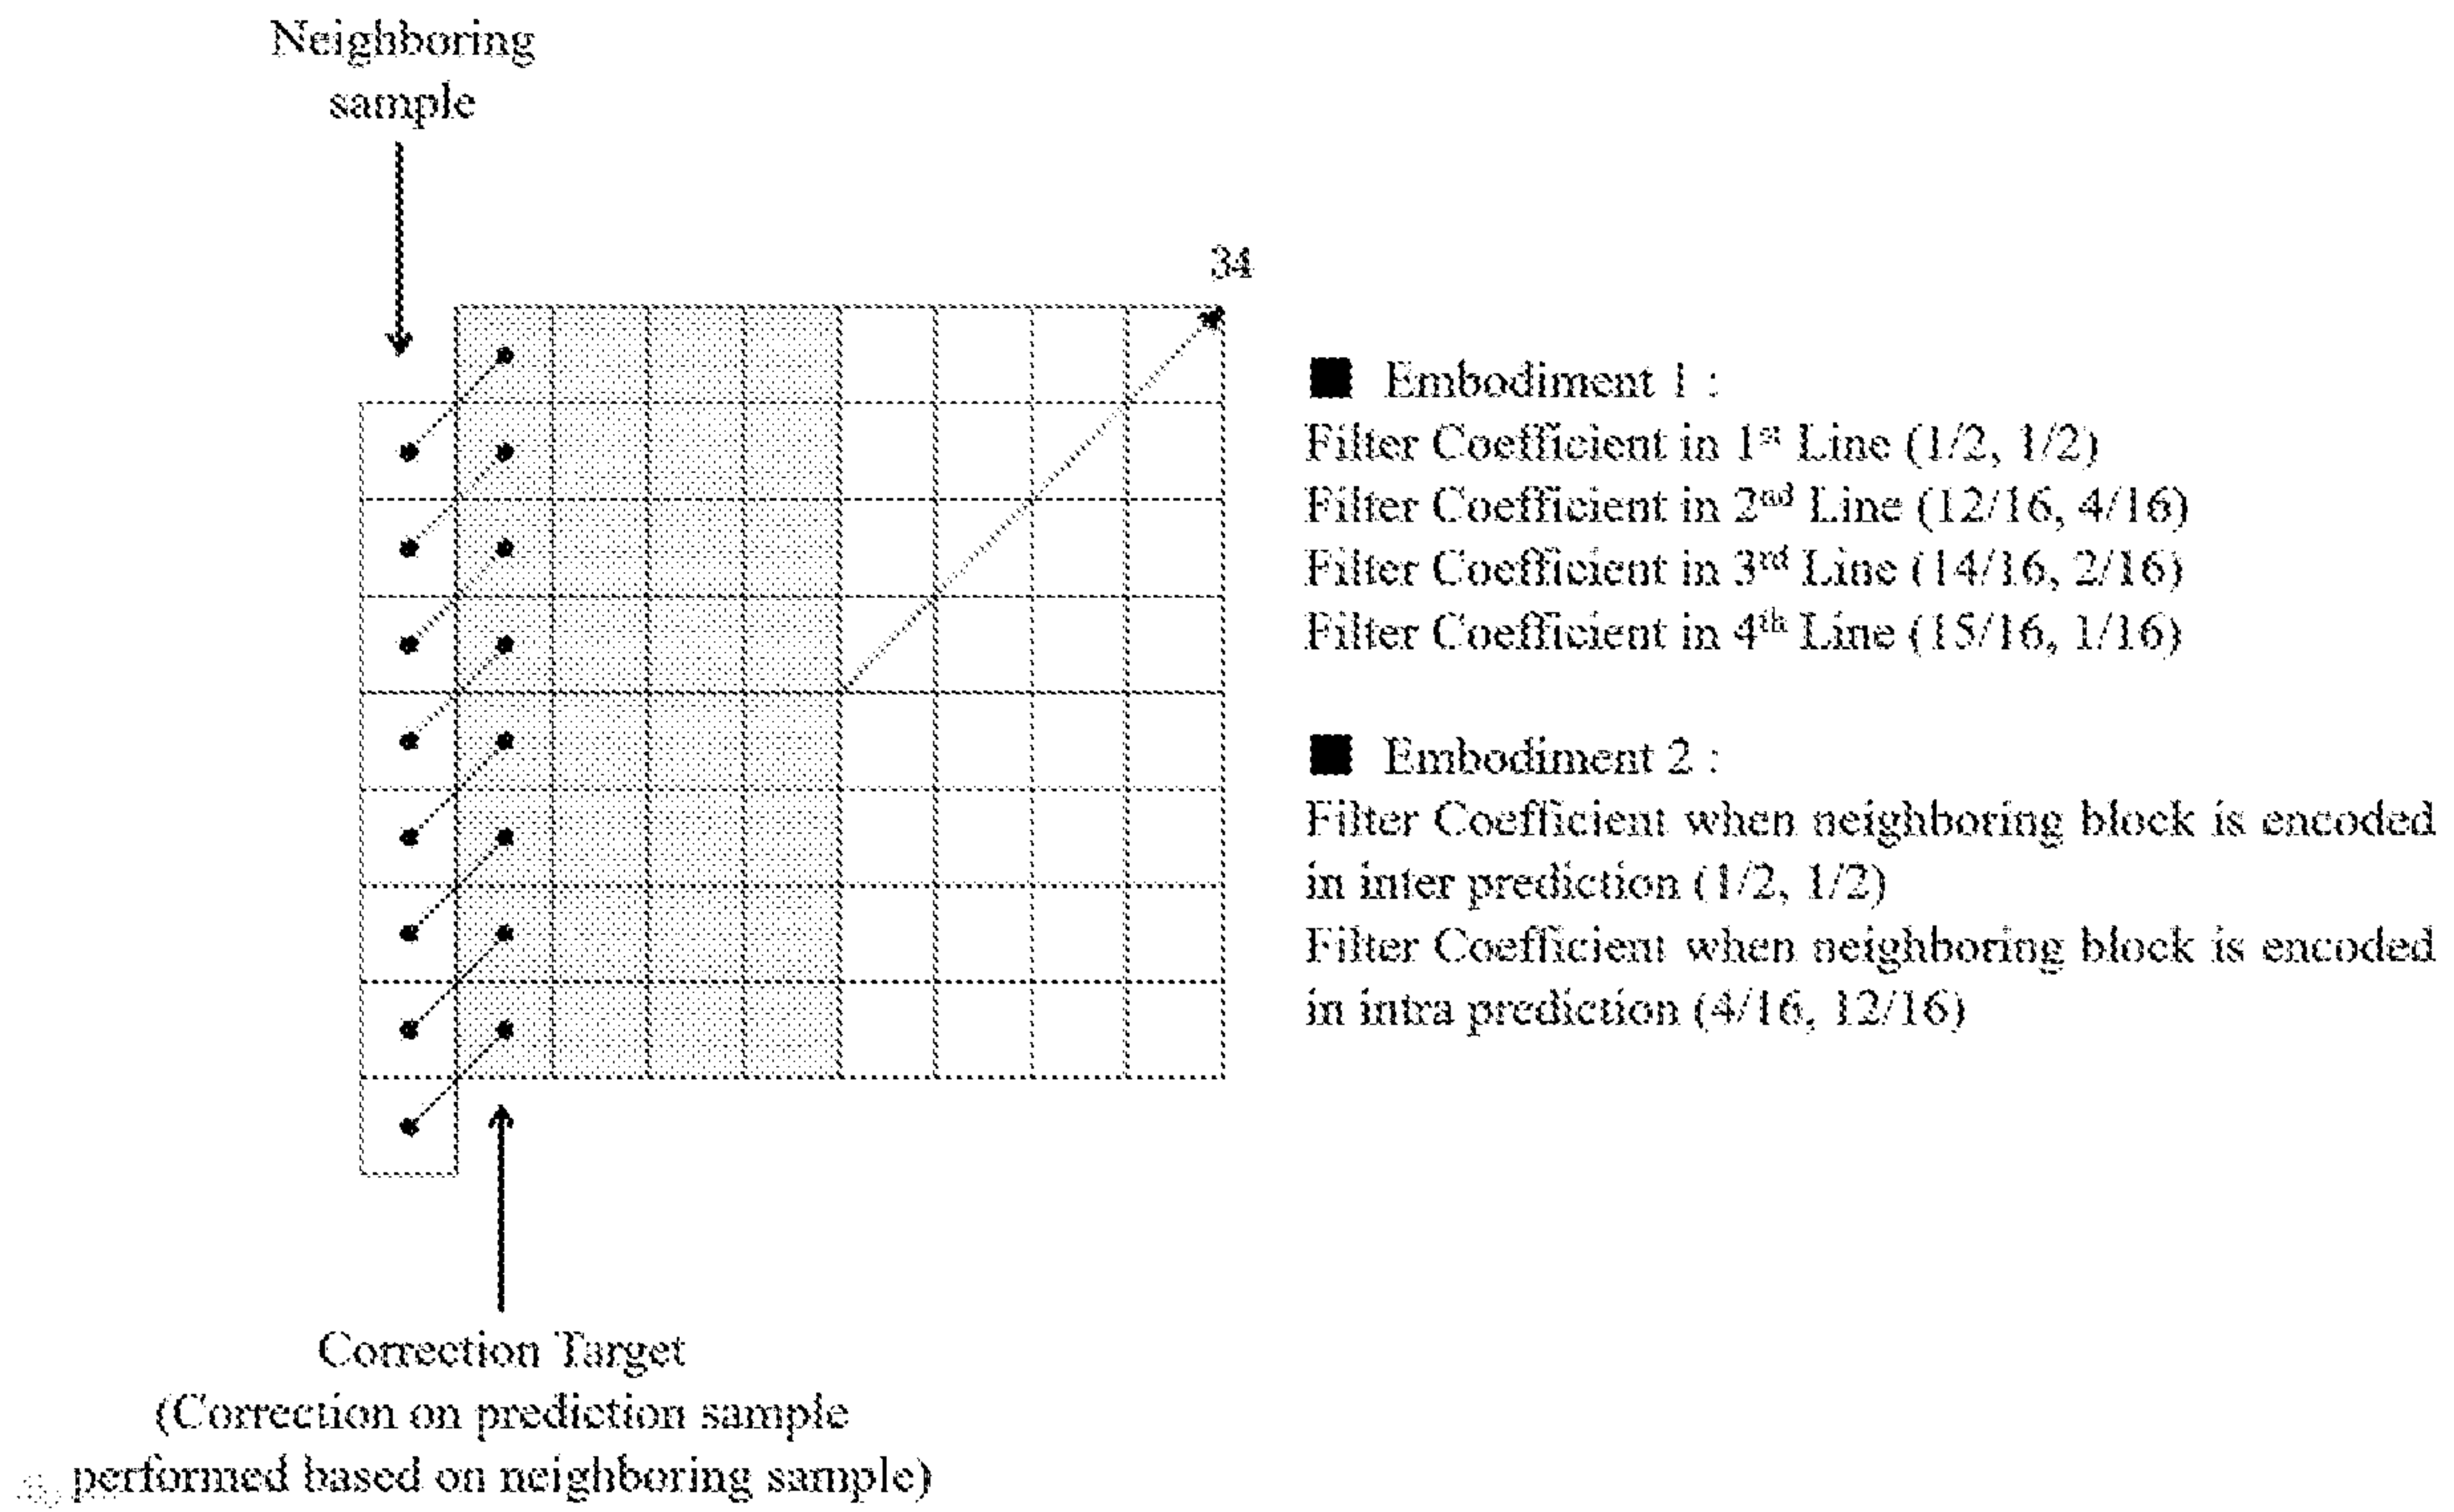 Neighboring
sample
34
■ Embodiment 1 :
Filter Coefficient in 1st Line (1/2, 1/2)
Filter Coefficient in 2nd Line (12/16, 4/16)
Filter Coefficient in 3rd Line (14/16, 2/16)
Filter Coefficient in 4th Line (15/16, 1/16)
■ Embodiment 2 :
Filter Coefficient when neighboring block is encoded
in inter prediction (1/2, 1/2)
Filter Coefficient when neighboring block is encoded
in intra prediction (4/16, 12/16)
Correction Target
(Correction on prediction sample
performed based on neighboring sample)